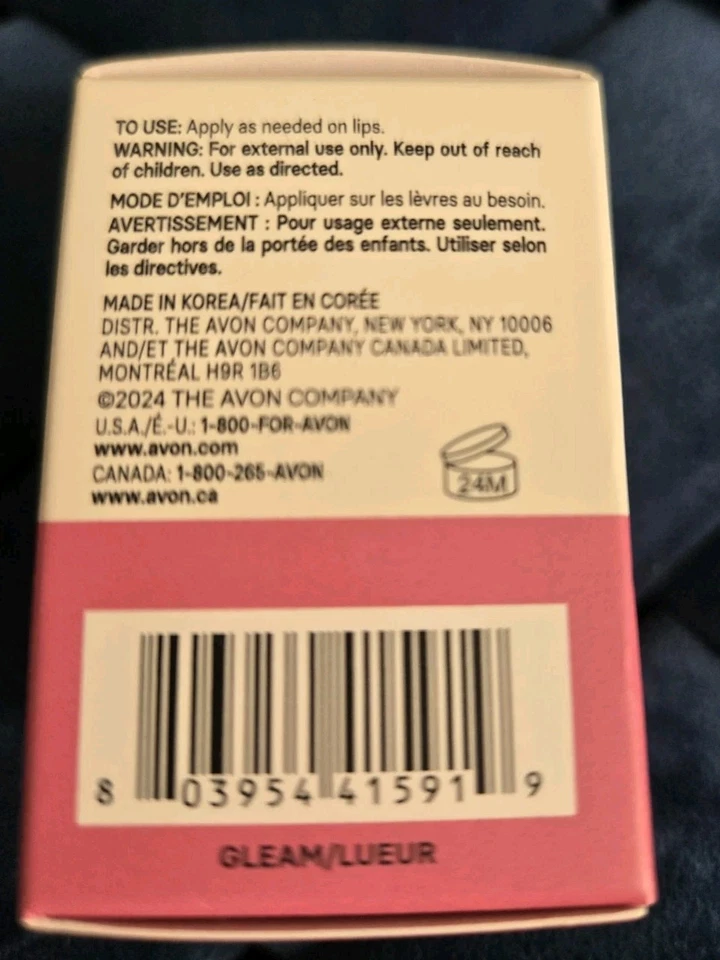 TO USE: Apply as needed on lips.
WARNING: For external use only. Keep out of reach
of children. Use as directed.
MODE D'EMPLOI : Appliquer sur les lèvres au besoin.
AVERTISSEMENT : Pour usage externe seulement.
Garder hors de la portée des enfants. Utiliser selon
les directives.
MADE IN KOREA/FAIT EN CORÉE
DISTR. THE AVON COMPANY, NEW YORK, NY 10006
AND/ET THE AVON COMPANY CANADA LIMITED,
MONTRÉAL H9R 1B6
©2024 THE AVON COMPANY
U.S.A./É.-U.: 1-800-FOR-AVON
www.avon.com
CANADA: 1-800-265-AVON
www.avon.ca
24M
8 03954 41591 9
GLEAM/LUEUR